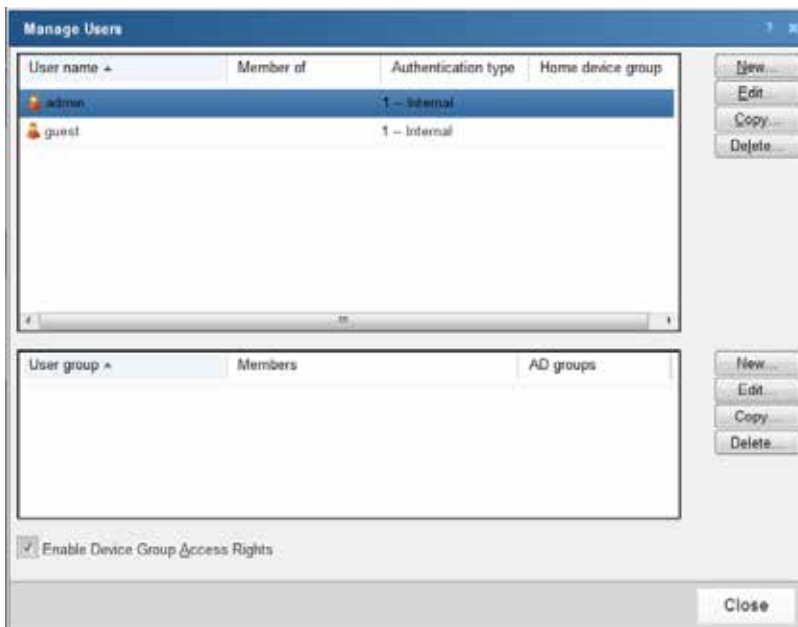 Manage Users ? ×
User name Member of Authentication type Home device group
admin 1 -- Internal
guest 1 -- Internal
New...
Edit...
Copy...
Delete...
User group Members AD groups
New...
Edit...
Copy...
Delete...
Enable Device Group Access Rights
Close